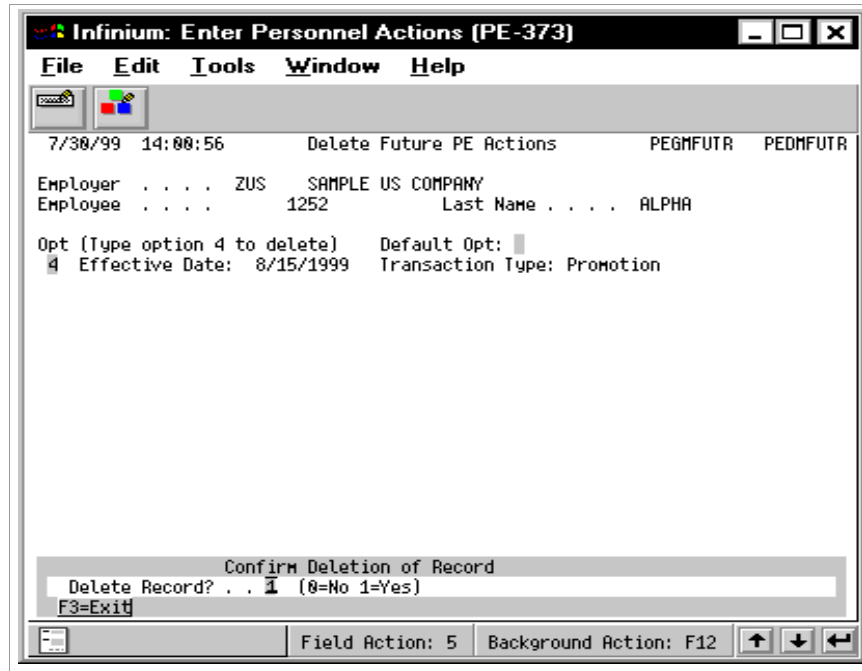 Infinium: Enter Personnel Actions (PE-373)
File Edit Tools Window Help
7/30/99 14:00:56 Delete Future PE Actions PEGMFUTR PEDMFUTR
Employer . . . . ZUS SAMPLE US COMPANY
Employee . . . . 1252 Last Name . . . . ALPHA
Opt (Type option 4 to delete) Default Opt:
4 Effective Date: 8/15/1999 Transaction Type: Promotion
Confirm Deletion of Record
Delete Record? . . 1 (0=No 1=Yes)
F3=Exit
Field Action: 5 Background Action: F12